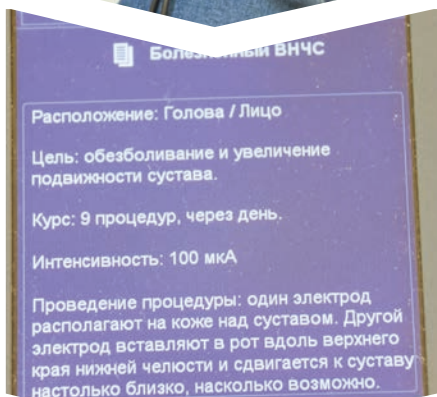 Болезненный ВНЧС
Расположение: Голова / Лицо
Цель: обезболивание и увеличение
подвижности сустава.
Курс: 9 процедур, через день.
Интенсивность: 100 мкА
Проведение процедуры: один электрод
располагают на коже над суставом. Другой
электрод вставляют в рот вдоль верхнего
края нижней челюсти и сдвигается к суставу
настолько близко, насколько возможно.